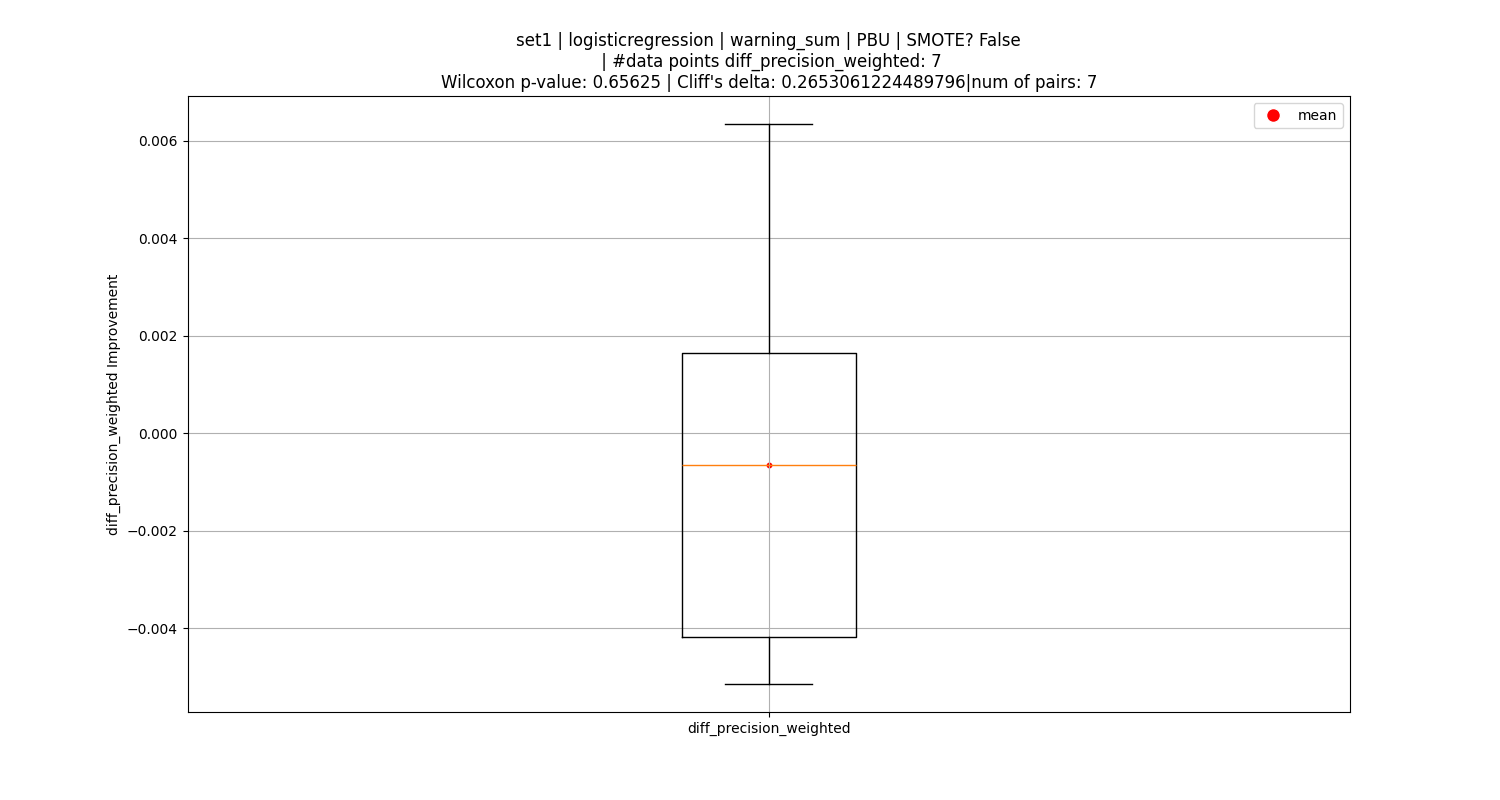 set1 | logisticregression | warning_sum | PBU | SMOTE? False
| #data points diff_precision_weighted: 7
Wilcoxon p-value: 0.65625 | Cliff's delta: 0.2653061224489796|num of pairs: 7
mean
0.006
0.004
0.002
0.000
−0.002
−0.004
diff_precision_weighted Improvement
diff_precision_weighted